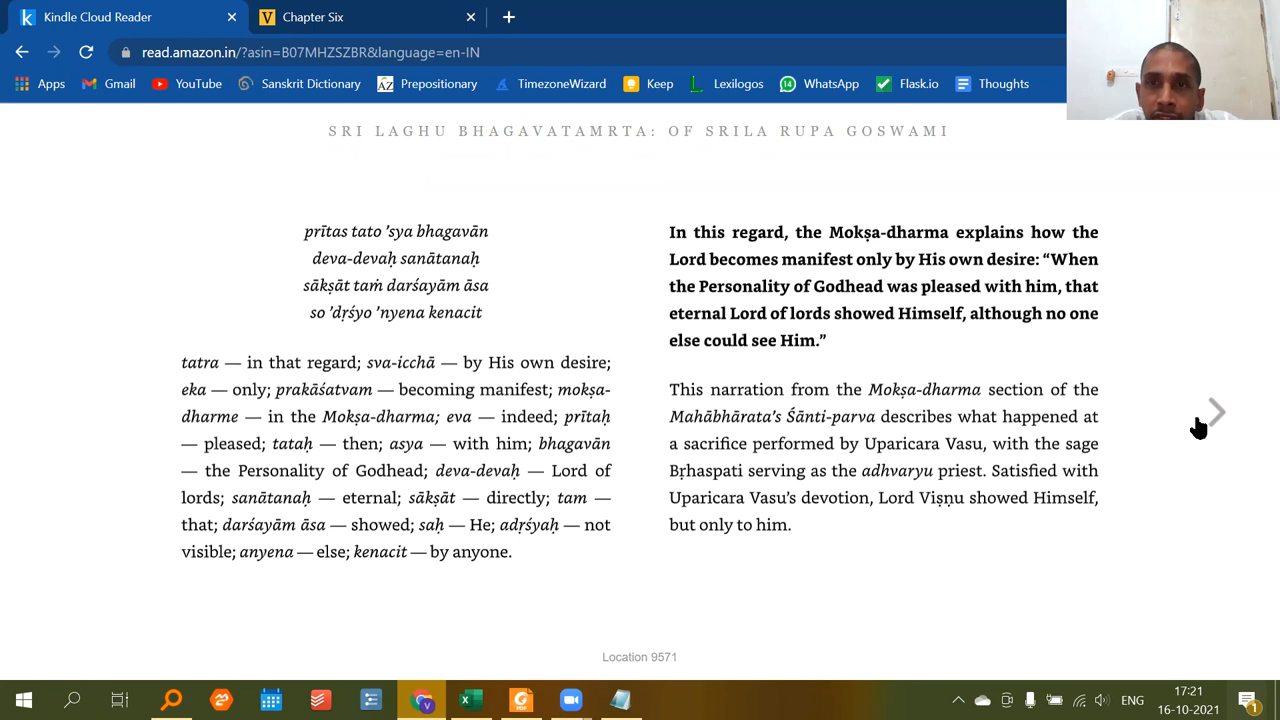 Kindle Cloud Reader
Chapter Six
read.amazon.in/?asin=B07MHZSZBR&language=en-IN
Apps Gmail YouTube Sanskrit Dictionary Prepositionary TimezoneWizard Keep Lexilogos WhatsApp Flask.io Thoughts
SRI LAGHU BHAGAVATAMRTA: OF SRILA RUPA GOSWAMI
prītas tato ’sya bhagavān
deva-devaḥ sanātanaḥ
sākṣāt taṁ darśayām āsa
so ’dṛśyo ’nyena kenacit
tatra — in that regard; sva-icchā — by His own desire;
eka — only; prakāśatvam — becoming manifest; mokṣa-
dharme — in the Mokṣa-dharma; eva — indeed; prītaḥ
— pleased; tataḥ — then; asya — with him; bhagavān
— the Personality of Godhead; deva-devaḥ — Lord of
lords; sanātanaḥ — eternal; sākṣāt — directly; tam —
that; darśayām āsa — showed; saḥ — He; adṛśyaḥ — not
visible; anyena — else; kenacit — by anyone.
In this regard, the Mokṣa-dharma explains how the
Lord becomes manifest only by His own desire: “When
the Personality of Godhead was pleased with him, that
eternal Lord of lords showed Himself, although no one
else could see Him.”
This narration from the Mokṣa-dharma section of the
Mahābhārata’s Śānti-parva describes what happened at
a sacrifice performed by Uparicara Vasu, with the sage
Bṛhaspati serving as the adhvaryu priest. Satisfied with
Uparicara Vasu’s devotion, Lord Viṣṇu showed Himself,
but only to him.
Location 9571
ENG
17:21
16-10-2021